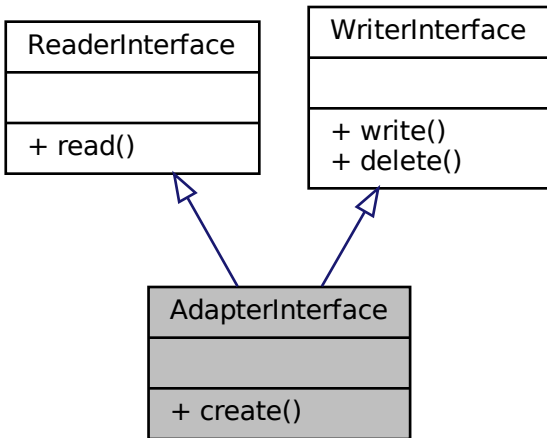 ReaderInterface
+ read()
WriterInterface
+ write()
+ delete()
AdapterInterface
+ create()